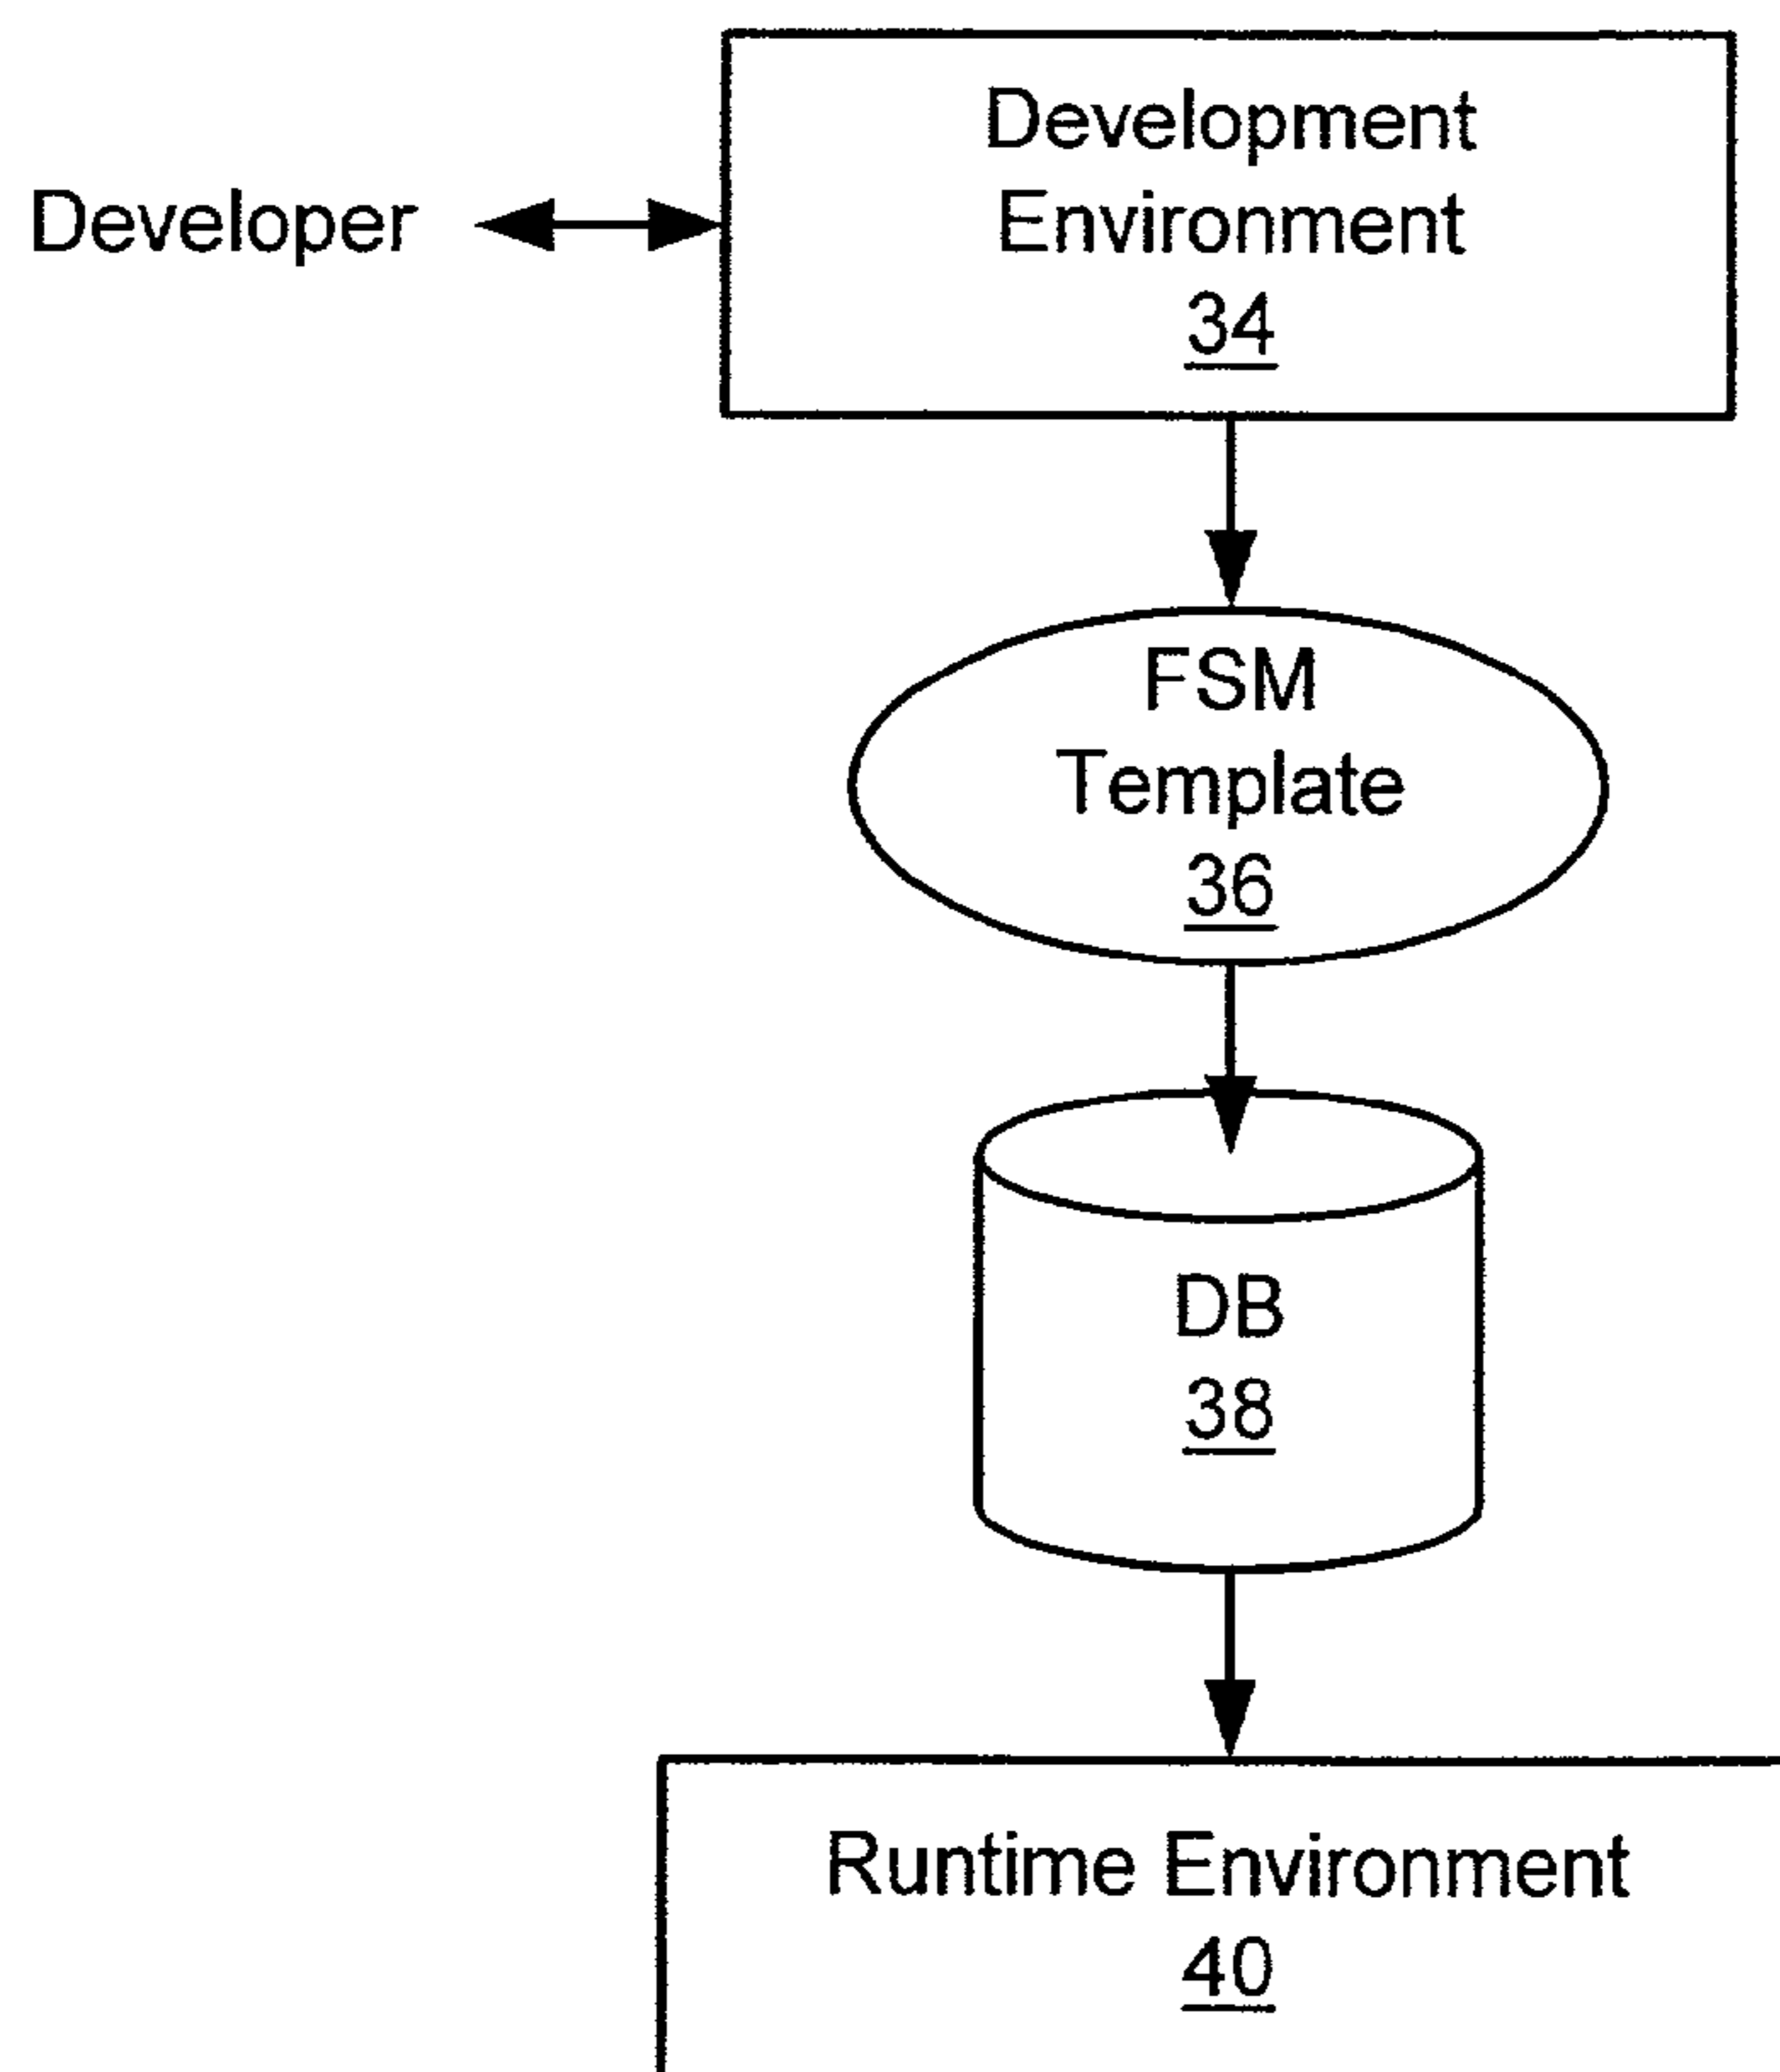 Development
Developer
Environment
34
FSM
Template
36
DB
38
Runtime Environment
40